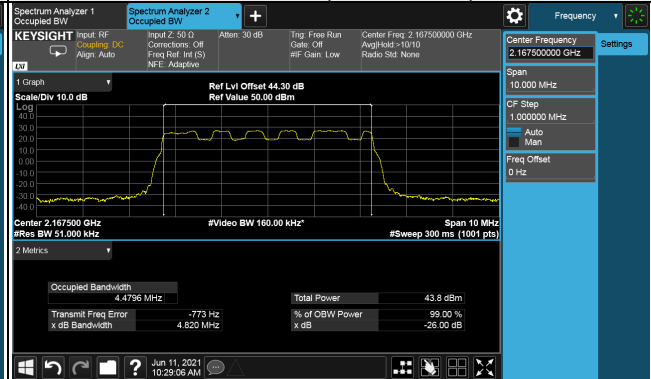 Spectrum Analyzer 1
Occupied BW
Spectrum Analyzer 2
Occupied BW
Frequency
KEYSIGHT
Input: RF
Coupling: DC
Align: Auto
Input Z: 50 Ω
Corrections: Off
Freq Ref: Int (S)
NFE: Adaptive
Atten: 30 dB
Trig: Free Run
Gate: Off
#IF Gain: Low
Center Freq: 2.167500000 GHz
Avg|Hold:>10/10
Radio Std: None
LXI
Center Frequency
2.167500000 GHz
Settings
Span
10.000 MHz
CF Step
1.000000 MHz
Auto
Man
Freq Offset
0 Hz
1 Graph
Scale/Div 10.0 dB
Ref Lvl Offset 44.30 dB
Ref Value 50.00 dBm
Log
40.0
30.0
20.0
10.0
0.00
-10.0
-20.0
-30.0
-40.0
Center 2.167500 GHz
#Res BW 51.000 kHz
#Video BW 160.00 kHz*
Span 10 MHz
#Sweep 300 ms (1001 pts)
2 Metrics
Occupied Bandwidth
4.4796 MHz
Total Power 43.8 dBm
Transmit Freq Error -773 Hz
% of OBW Power 99.00 %
x dB Bandwidth 4.820 MHz
x dB -26.00 dB
?
Jun 11, 2021
10:29:06 AM